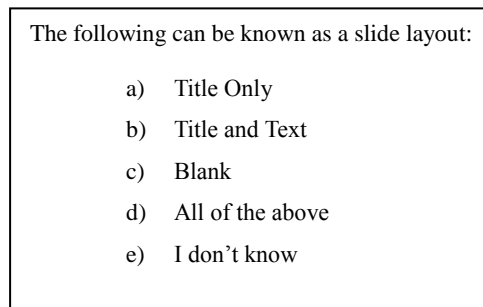 The following can be known as a slide layout:
a) Title Only
b) Title and Text
c) Blank
d) All of the above
e) I don’t know